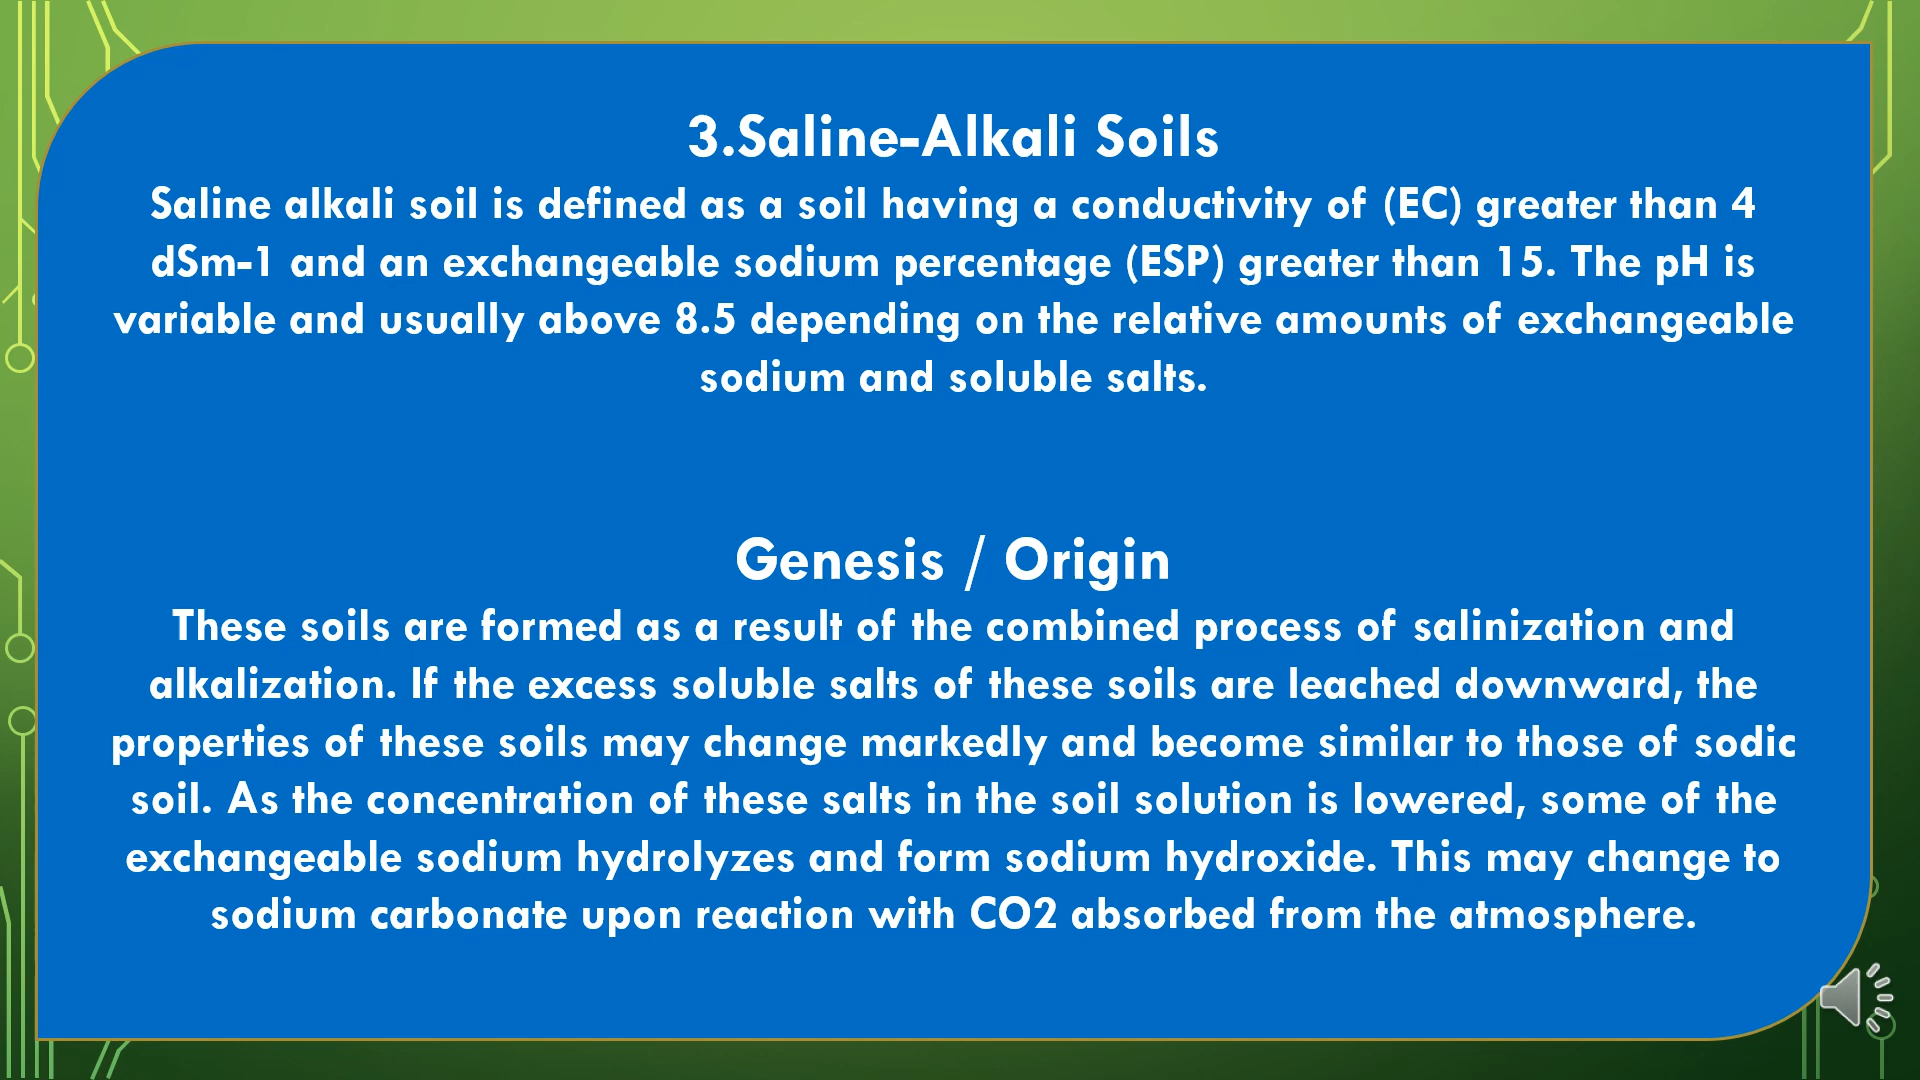 3.Saline-Alkali Soils
Saline alkali soil is defined as a soil having a conductivity of (EC) greater than 4
dSm-1 and an exchangeable sodium percentage (ESP) greater than 15. The pH is
variable and usually above 8.5 depending on the relative amounts of exchangeable
sodium and soluble salts.
Genesis / Origin
These soils are formed as a result of the combined process of salinization and
alkalization. If the excess soluble salts of these soils are leached downward, the
properties of these soils may change markedly and become similar to those of sodic
soil. As the concentration of these salts in the soil solution is lowered, some of the
exchangeable sodium hydrolyzes and form sodium hydroxide. This may change to
sodium carbonate upon reaction with CO2 absorbed from the atmosphere.